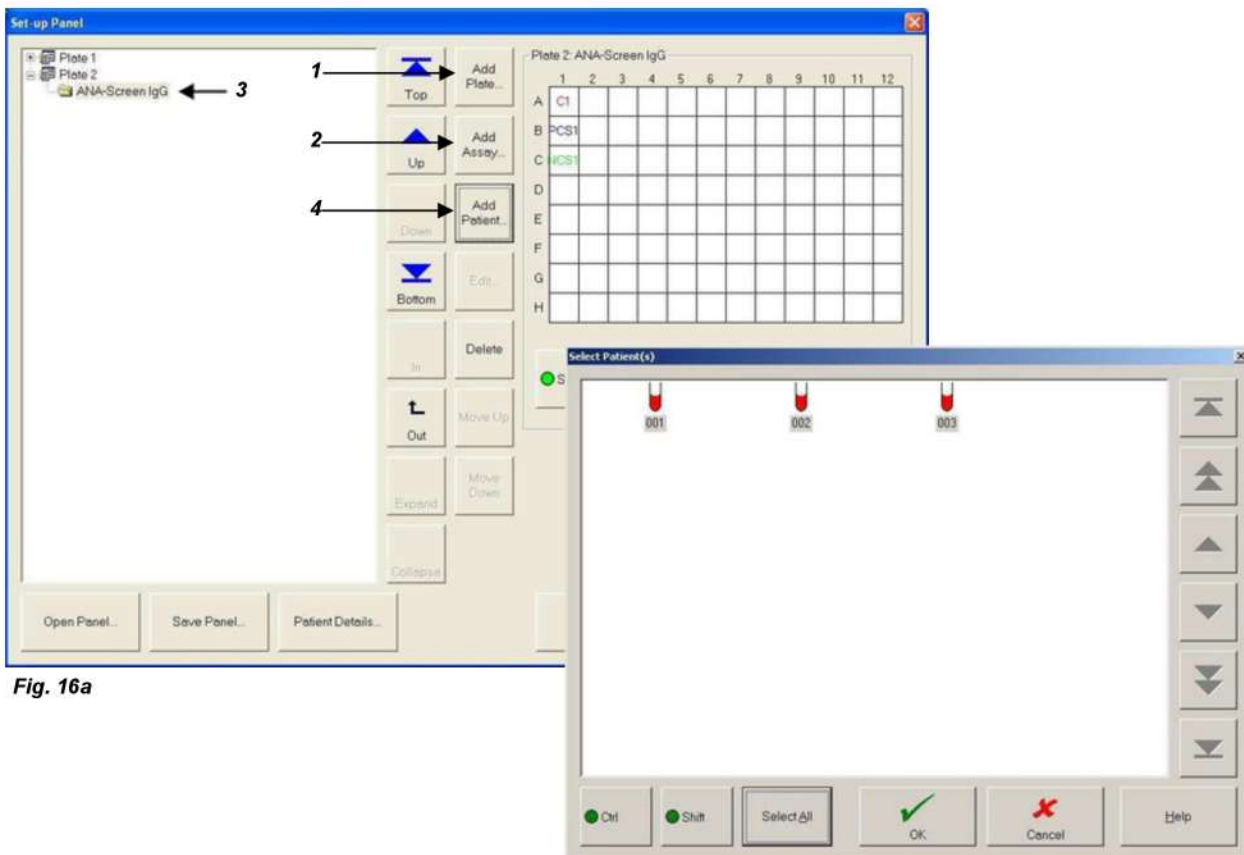 Set-up Panel
Plate 1
Plate 2
ANA-Screen IgG
3
1
2
4
Top
Up
Down
Bottom
In
Out
Expand
Collapse
Add
Plate...
Add
Assay...
Add
Patient...
Edit...
Delete
Move Up
Move
Down
Plate 2: ANA-Screen IgG
1 2 3 4 5 6 7 8 9 10 11 12
A C1
B PCS1
C NCS1
D
E
F
G
H
S
Open Panel...
Save Panel...
Patient Details...
Fig. 16a
Select Patient(s)
001 002 003
Ctrl
Shift
Select All
OK
Cancel
Help